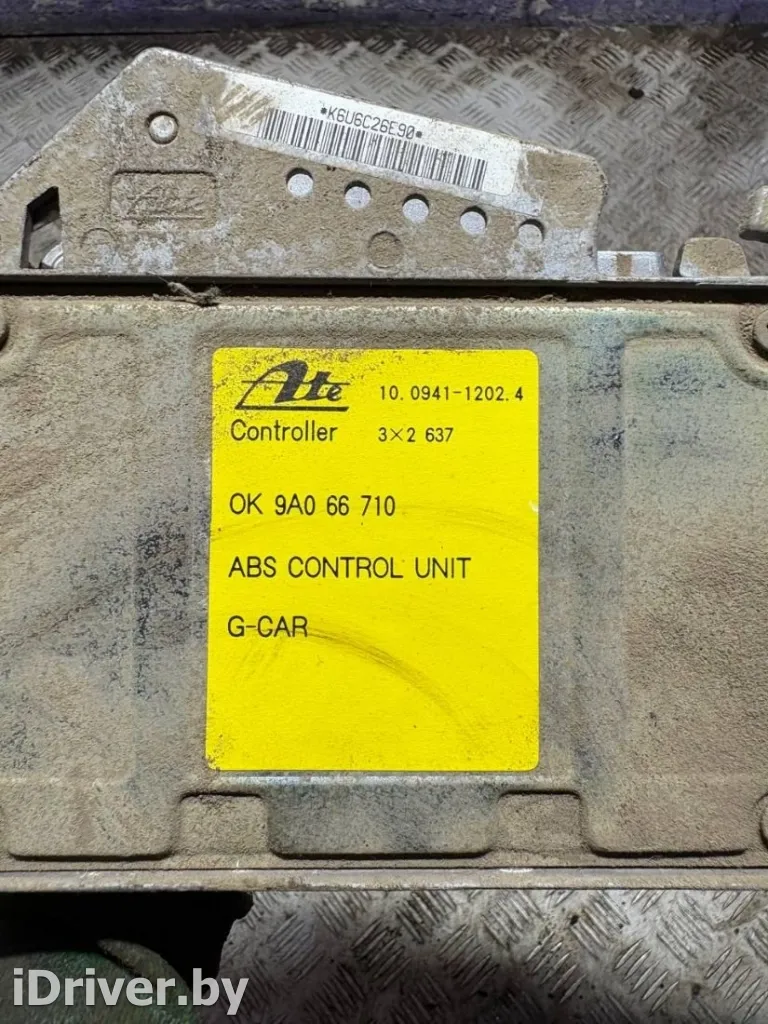 *K6U6C26E90*
Ate
Ate 10.0941-1202.4
Controller 3×2 637
OK 9A0 66 710
ABS CONTROL UNIT
G-CAR
iDriver.by